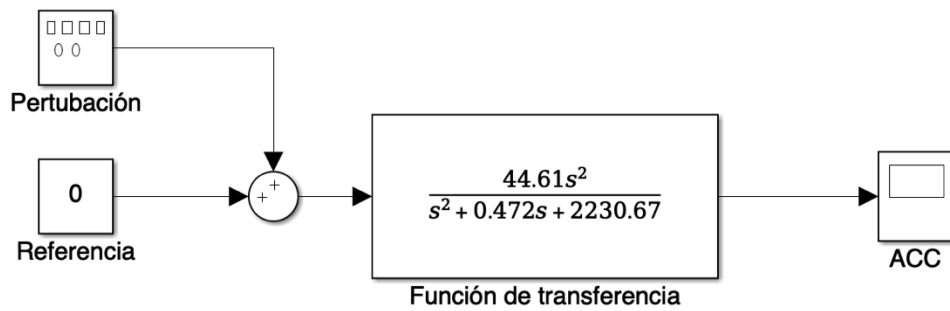 Pertubación
0
Referencia
+
+
44.61s²
s² + 0.472s + 2230.67
Función de transferencia
ACC